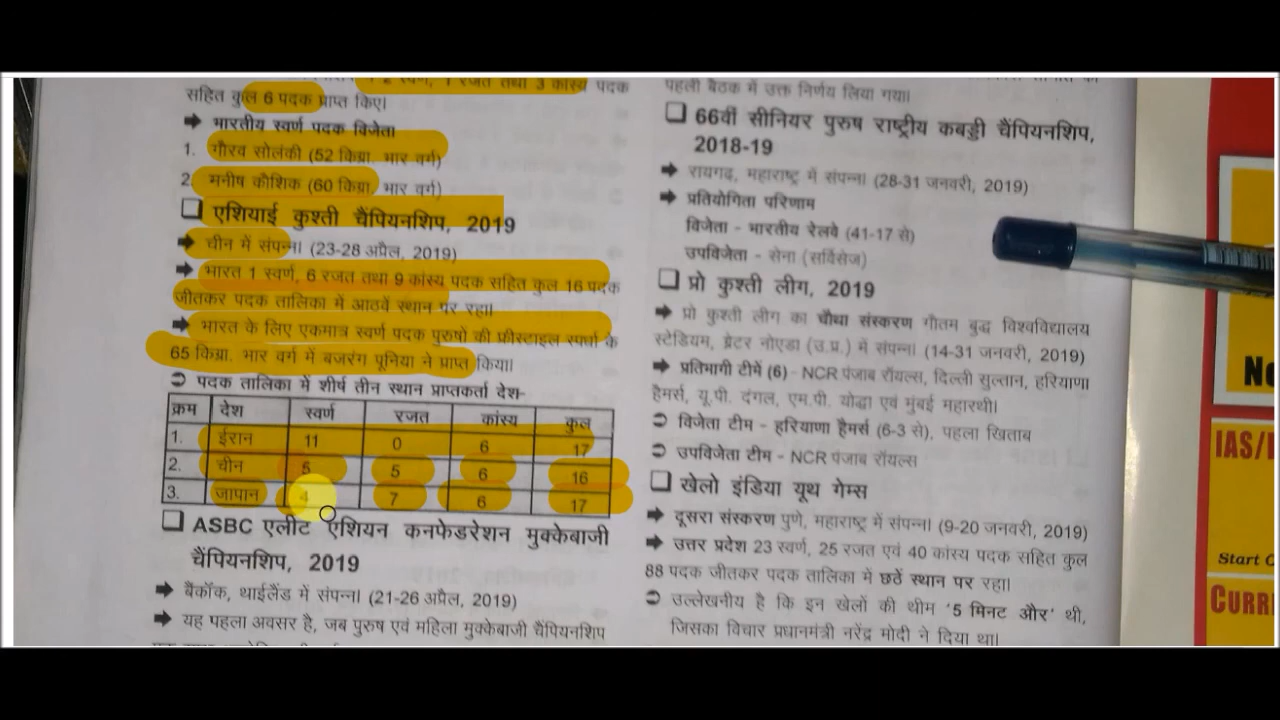 स्वर्ण, 1 रजत तथा 3 कांस्य पदक
सहित कुल 6 पदक प्राप्त किए।
➔ भारतीय स्वर्ण पदक विजेता
1. गौरव सोलंकी (52 किग्रा. भार वर्ग)
2. मनीष कौशिक (60 किग्रा. भार वर्ग)
❑ एशियाई कुश्ती चैंपियनशिप, 2019
➔ चीन में संपन्न। (23-28 अप्रैल, 2019)
➔ भारत 1 स्वर्ण, 6 रजत तथा 9 कांस्य पदक सहित कुल 16 पदक
जीतकर पदक तालिका में आठवें स्थान पर रहा।
➔ भारत के लिए एकमात्र स्वर्ण पदक पुरुषों की फ्रीस्टाइल स्पर्धा के
65 किग्रा. भार वर्ग में बजरंग पूनिया ने प्राप्त किया।
➲ पदक तालिका में शीर्ष तीन स्थान प्राप्तकर्ता देश-
क्रम देश स्वर्ण रजत कांस्य कुल
1. ईरान 11 0 6 17
2. चीन 5 5 6 16
3. जापान 4 7 6 17
❑ ASBC एलीट एशियन कनफेडरेशन मुक्केबाजी
चैंपियनशिप, 2019
➔ बैंकॉक, थाईलैंड में संपन्न। (21-26 अप्रैल, 2019)
➔ यह पहला अवसर है, जब पुरुष एवं महिला मुक्केबाजी चैंपियनशिप
पहली बैठक में उक्त निर्णय लिया गया।
❑ 66वीं सीनियर पुरुष राष्ट्रीय कबड्डी चैंपियनशिप,
2018-19
➔ रायगढ़, महाराष्ट्र में संपन्न। (28-31 जनवरी, 2019)
➔ प्रतियोगिता परिणाम
विजेता - भारतीय रेलवे (41-17 से)
उपविजेता - सेना (सर्विसेज)
❑ प्रो कुश्ती लीग, 2019
➔ प्रो कुश्ती लीग का चौथा संस्करण गौतम बुद्ध विश्वविद्यालय
स्टेडियम, ग्रेटर नोएडा (उ.प्र.) में संपन्न। (14-31 जनवरी, 2019)
➔ प्रतिभागी टीमें (6) - NCR पंजाब रॉयल्स, दिल्ली सुल्तान, हरियाणा
हैमर्स, यू.पी. दंगल, एम.पी. योद्धा एवं मुंबई महारथी।
➲ विजेता टीम - हरियाणा हैमर्स (6-3 से), पहला खिताब
➲ उपविजेता टीम - NCR पंजाब रॉयल्स
❑ खेलो इंडिया यूथ गेम्स
➔ दूसरा संस्करण पुणे, महाराष्ट्र में संपन्न। (9-20 जनवरी, 2019)
➔ उत्तर प्रदेश 23 स्वर्ण, 25 रजत एवं 40 कांस्य पदक सहित कुल
88 पदक जीतकर पदक तालिका में छठें स्थान पर रहा।
➲ उल्लेखनीय है कि इन खेलों की थीम '5 मिनट और' थी,
जिसका विचार प्रधानमंत्री नरेंद्र मोदी ने दिया था।
IAS/
Start